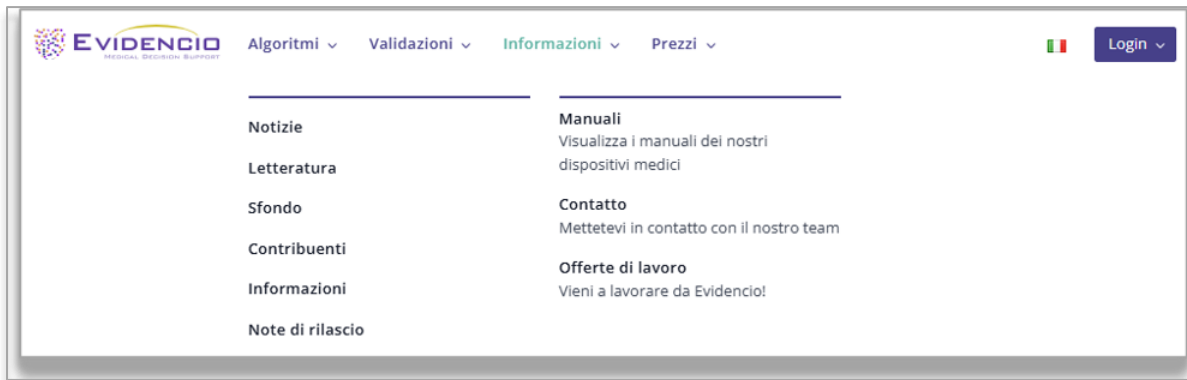 EVIDENCIO
MEDICAL DECISION SUPPORT
Algoritmi
Validazioni
Informazioni
Prezzi
Login
Notizie
Letteratura
Sfondo
Contribuenti
Informazioni
Note di rilascio
Manuali
Visualizza i manuali dei nostri
dispositivi medici
Contatto
Mettetevi in contatto con il nostro team
Offerte di lavoro
Vieni a lavorare da Evidencio!